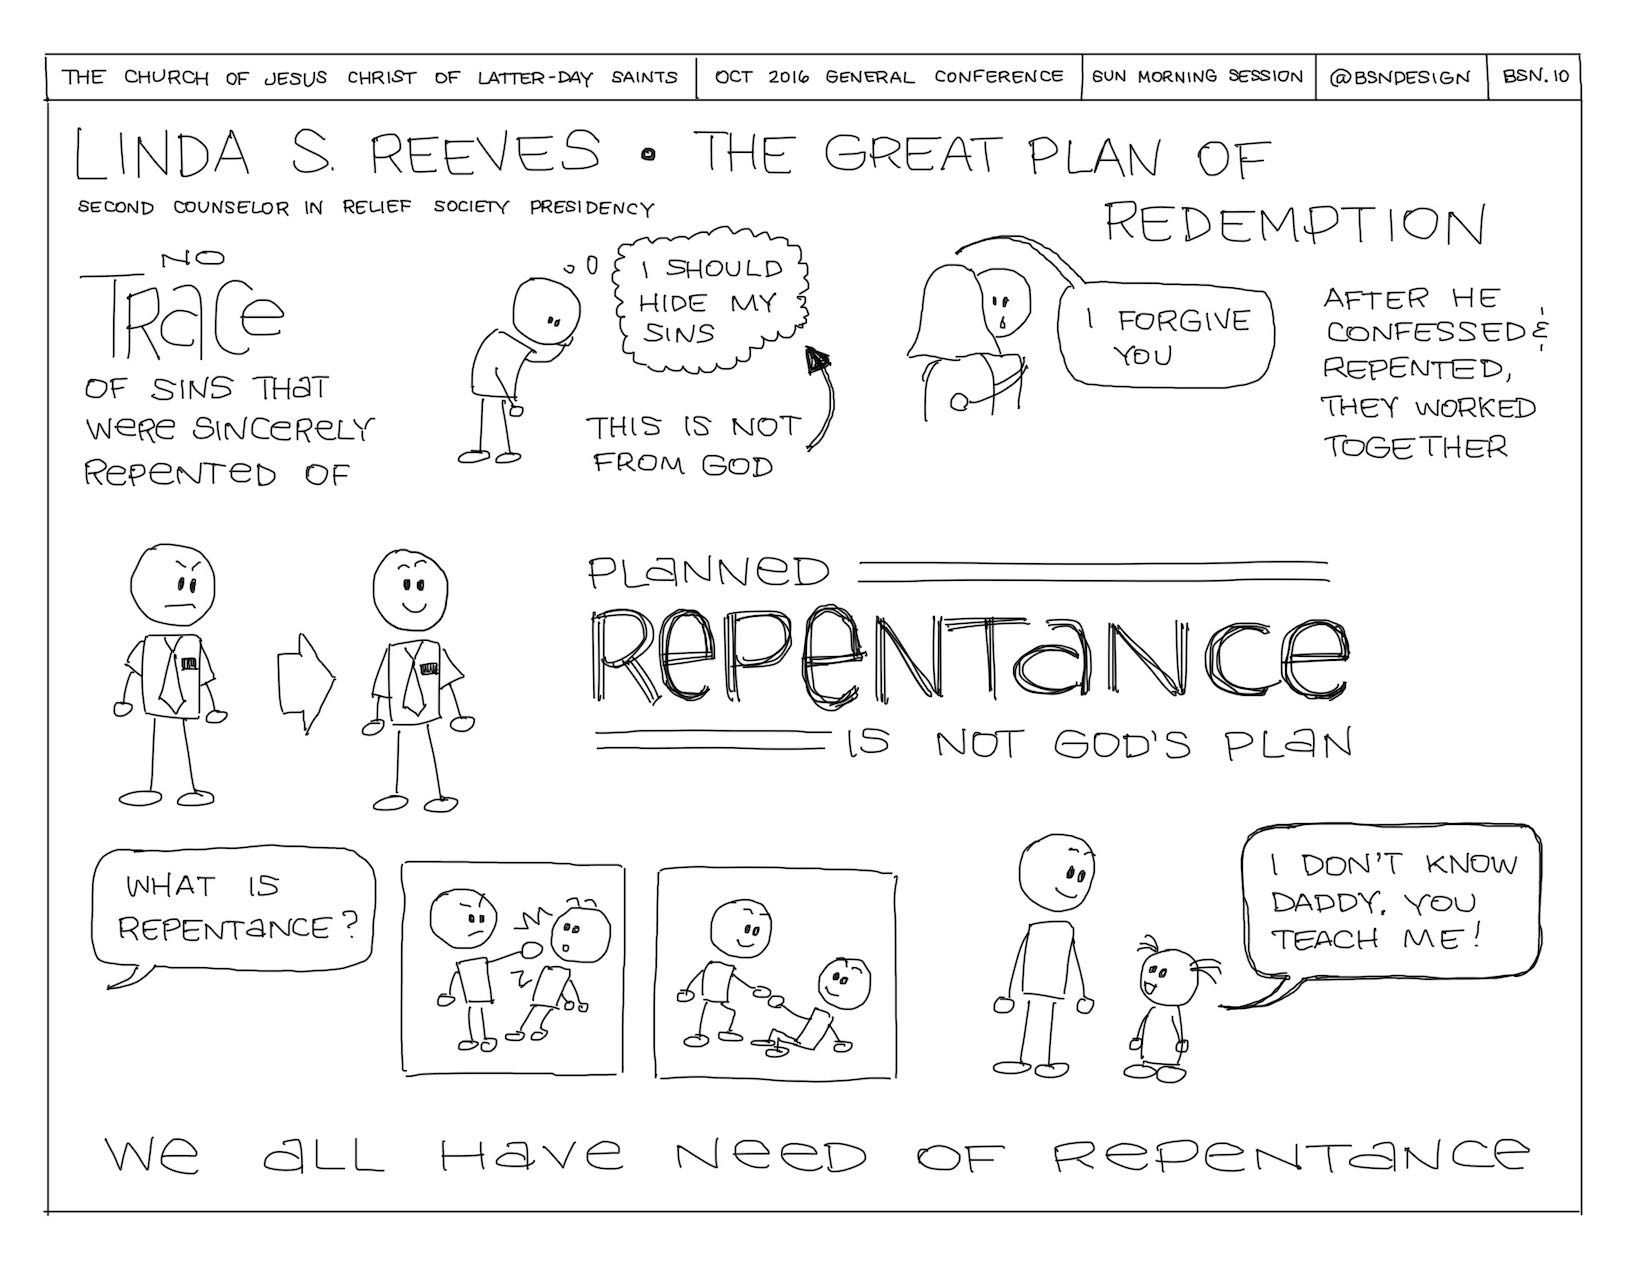 THE CHURCH OF JESUS CHRIST OF LATTER-DAY SAINTS
OCT 2016 GENERAL CONFERENCE
SUN MORNING SESSION
@BSNDESIGN
BSN.IO
LINDA S. REEVES • THE GREAT PLAN OF
REDEMPTION
SECOND COUNSELOR IN RELIEF SOCIETY PRESIDENCY
NO
TRaCe
OF SINS THaT
WeRe SINCeReLY
RePeNTeD OF
I SHOULD
HIDE MY
SINS
THIS IS NOT
FROM GOD
I FORGIVE
YOU
AFTER HE
CONFESSED &
REPENTED,
THEY WORKED
TOGETHER
PLaNNeD
RePeNTaNCe
IS NOT GOD'S PLaN
WHAT IS
REPENTaNCE?
I DON'T KNOW
DADDY. YOU
TEACH ME!
We aLL HaVe NeeD OF RePeNTaNCe